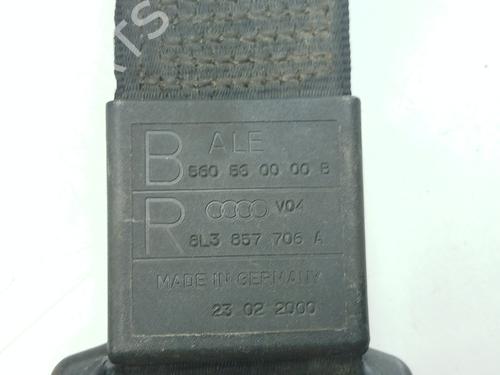 B ALE
560 56 00 00 B
R V04
8L3 857 706 A
MADE IN GERMANY
23 02 2000